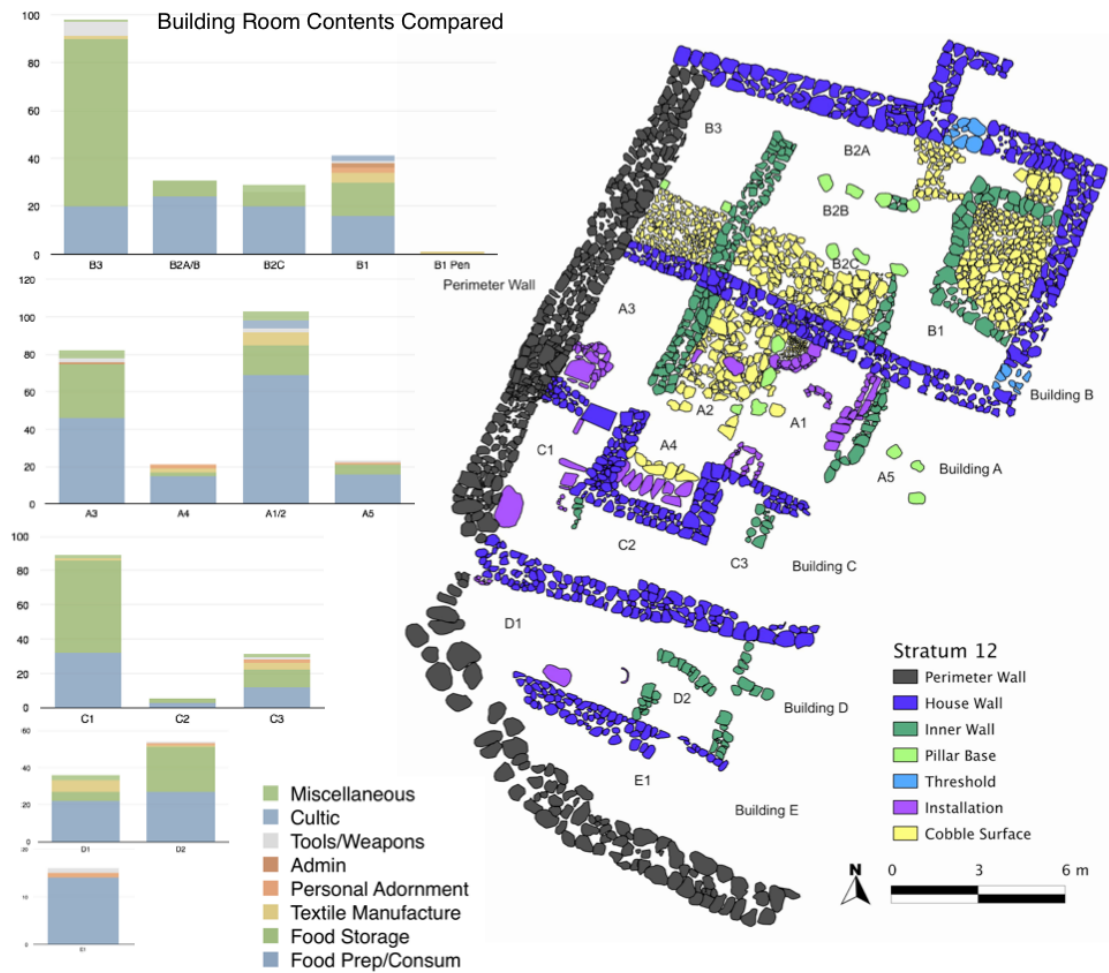 Building Room Contents Compared
100
80
60
40
20
0
B3
B2A/B
B2C
B1
B1 Pen
120
100
80
60
40
20
0
A3
A4
A1/2
A5
100
80
60
40
20
0
C1
C2
C3
60
40
20
0
D1
D2
20
10
0
E1
Miscellaneous
Cultic
Tools/Weapons
Admin
Personal Adornment
Textile Manufacture
Food Storage
Food Prep/Consum
Perimeter Wall
B3
B2A
B2B
B2C
B1
Building B
A3
A2
A1
A4
A5
Building A
C1
C2
C3
Building C
D1
D2
Building D
E1
Building E
Stratum 12
Perimeter Wall
House Wall
Inner Wall
Pillar Base
Threshold
Installation
Cobble Surface
N
0 3 6 m